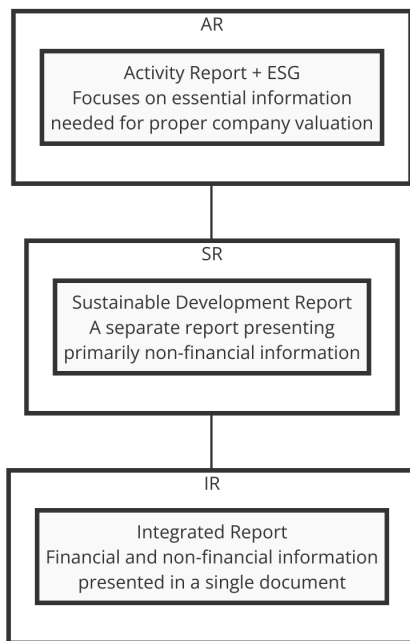 AR
Activity Report + ESG
Focuses on essential information
needed for proper company valuation
SR
Sustainable Development Report
A separate report presenting
primarily non-financial information
IR
Integrated Report
Financial and non-financial information
presented in a single document